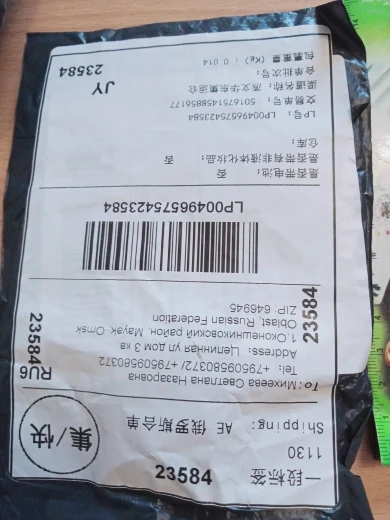 一段标签 23584
1130
Shipping: AE 俄罗斯合单
集/快
To:Михеева Светлана Назаровна
Tel: +79509580372/ +79509580372
Address: Целинная ул дом 3 кв
1.Оконешниковский район, Маяк, Omsk
Oblast, Russian Federation
ZIP: 646945
RU6
23584
23584
LP00496575423584
是否带电池: 否
是否带有非液体化妆品: 否
仓库:
LP号: LP00496575423584
交易单号: 501761458856177
渠道名称: 燕文华东集运仓
合单批次号:
包裹重量 (Kg): 0.014
JY
23584